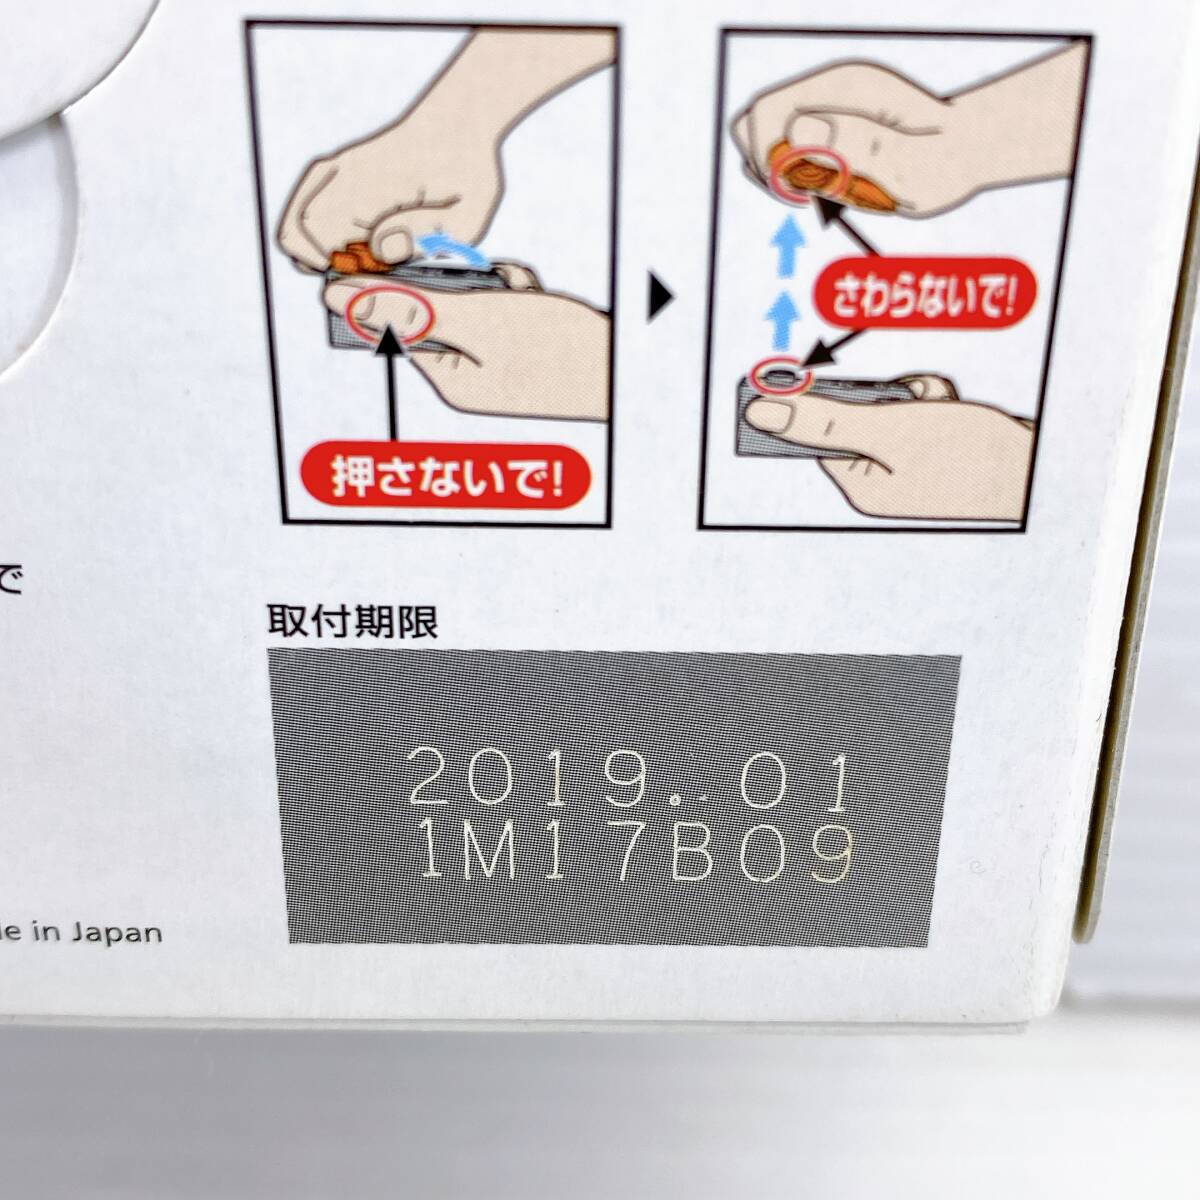 さわらないで!
押さないで!
で
取付期限
2019. 01
1M17B09
e in Japan